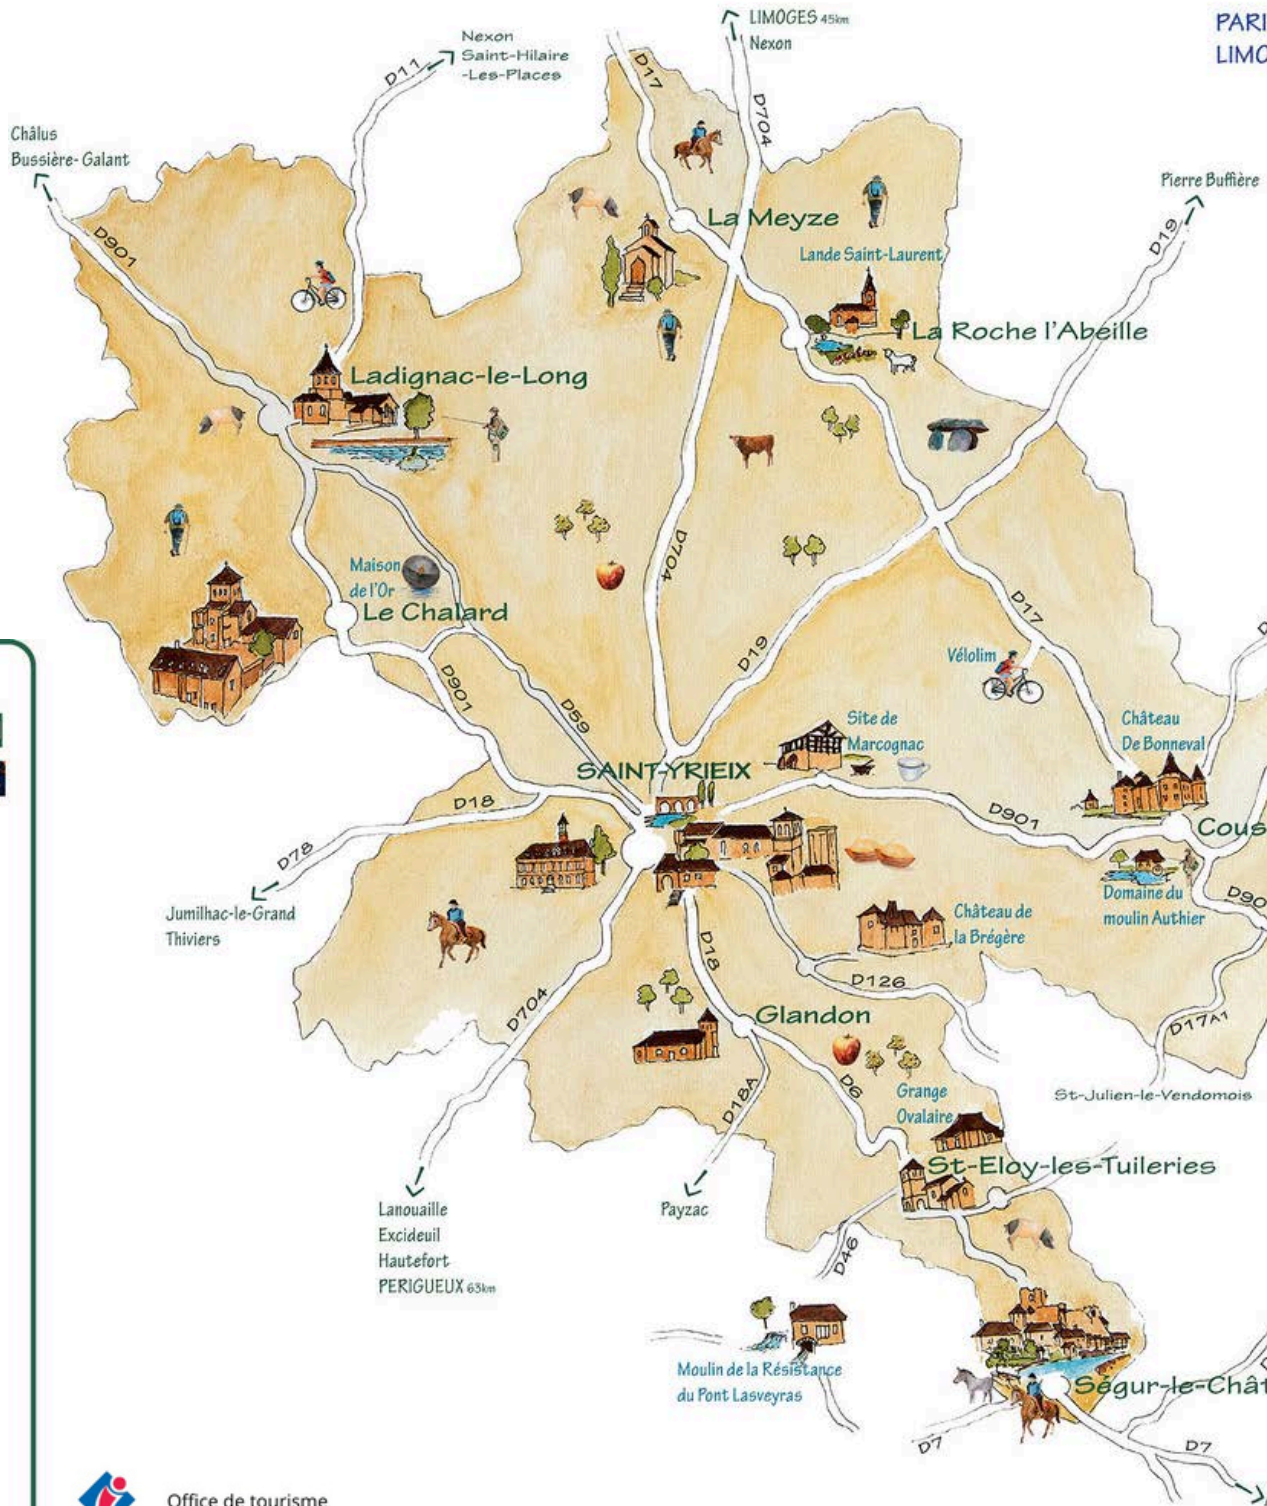 LIMOGES 45km
Nexon
PARI
LIMO
Nexon
Saint-Hilaire
-Les-Places
D11
D17
D704
Châlus
Bussière- Galant
D901
Pierre Buffière
D19
La Meyze
Lande Saint-Laurent
La Roche l'Abeille
Ladignac-le-Long
Maison
de l'Or
Le Chalard
D704
D17
D19
Vélolim
D901
D59
Site de
Marcognac
Château
De Bonneval
SAINT-YRIEX
D18
D901
Cous
D78
Jumilhac-le-Grand
Thiviers
Domaine du
moulin Authier
D90
Château de
la Brégère
D18
D126
D704
Glandon
D17A1
D6
D18A
Grange
Ovalaire
St-Julien-le-Vendomois
St-Eloy-les-Tuileries
Lanouaille
Excideuil
Hautefort
PERIGUEUX 63km
Payzac
D46
Moulin de la Résistance
du Pont Lasveyras
Ségur-le-Chât
D7
D7
Office de tourisme